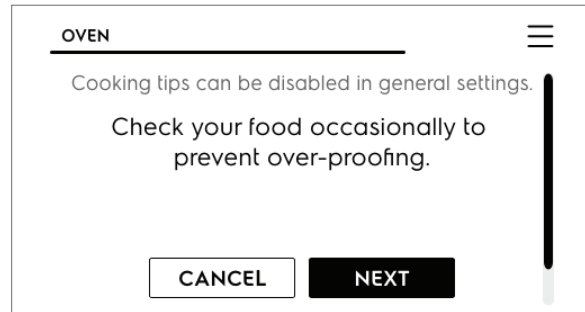 OVEN
Cooking tips can be disabled in general settings.
Check your food occasionally to
prevent over-proofing.
CANCEL
NEXT